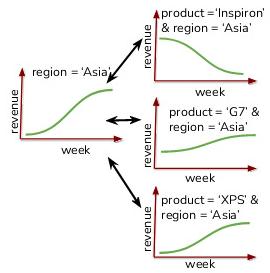 product =‘Inspiron’
& region = ‘Asia’
revenue
week
region = ‘Asia’
revenue
week
product = ‘G7’ &
region = ‘Asia’
revenue
week
product = ‘XPS’ &
region = ‘Asia’
revenue
week